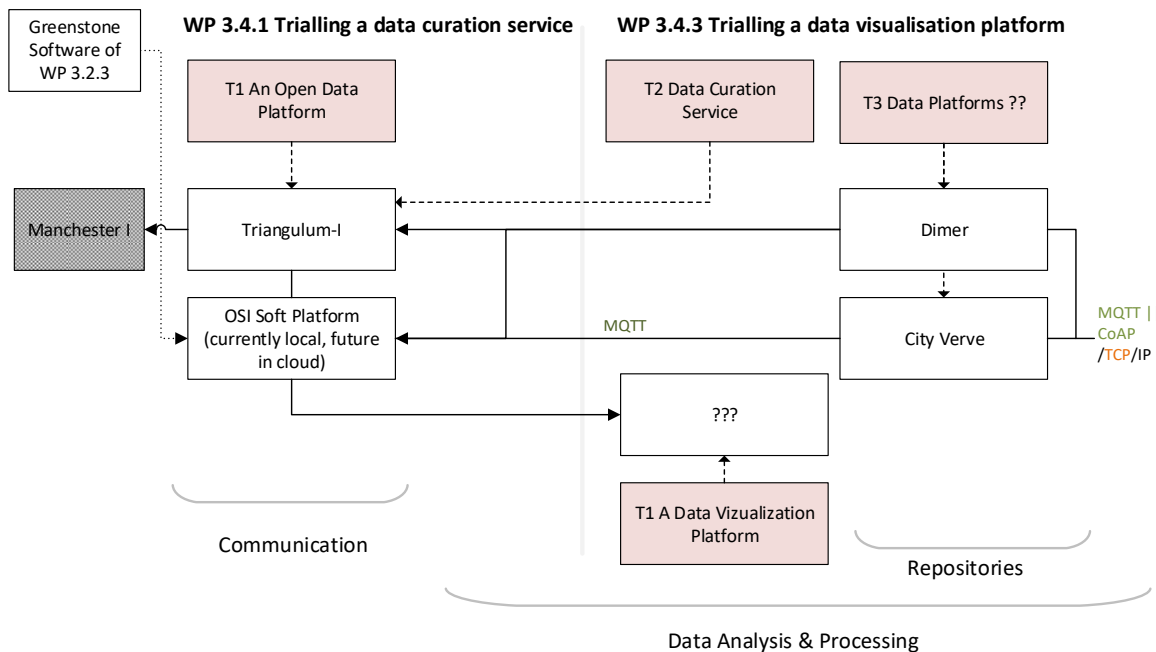 Greenstone
Software of
WP 3.2.3
WP 3.4.1 Trialling a data curation service
WP 3.4.3 Trialling a data visualisation platform
T1 An Open Data
Platform
T2 Data Curation
Service
T3 Data Platforms ??
Manchester I
Triangulum-I
Dimer
OSI Soft Platform
(currently local, future
in cloud)
MQTT
City Verve
MQTT |
CoAP
/TCP/IP
???
T1 A Data Vizualization
Platform
Communication
Repositories
Data Analysis & Processing